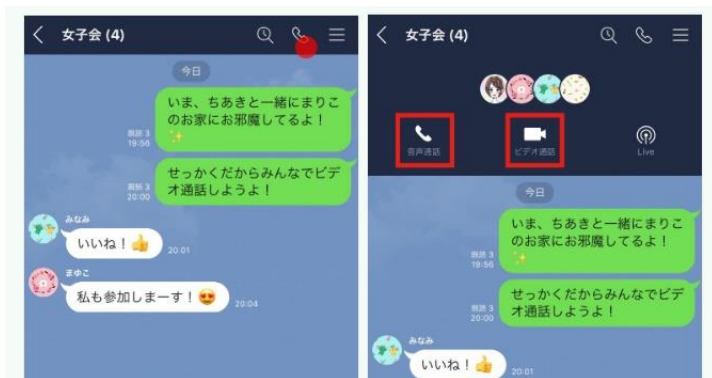 女子会 (4)
今日
いま、ちあきと一緒にまりこ
のお家にお邪魔してるよ！
✨
既読 3
19:56
せっかくだからみんなでビデ
オ通話しようよ！
既読 3
20:00
みなみ
いいね！👍
20:01
まゆこ
私も参加しまーす！😍
20:04
女子会 (4)
音声通話
ビデオ通話
Live
今日
いま、ちあきと一緒にまりこ
のお家にお邪魔してるよ！
✨
既読 3
19:56
せっかくだからみんなでビデ
オ通話しようよ！
既読 3
20:00
みなみ
いいね！👍
20:01